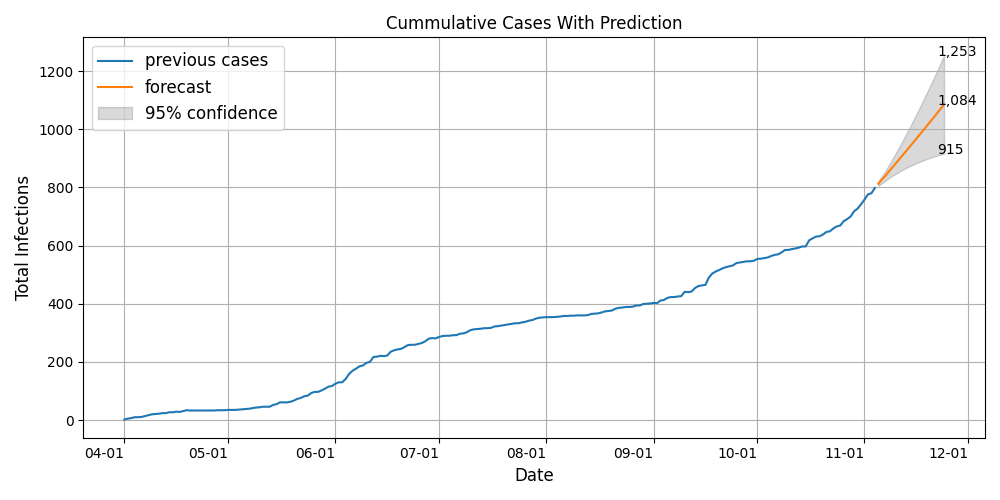 Cummulative Cases With Prediction
previous cases
forecast
95% confidence
1,253
1,084
915
Total Infections
1200
1000
800
600
400
200
0
04-01 05-01 06-01 07-01 08-01 09-01 10-01 11-01 12-01
Date